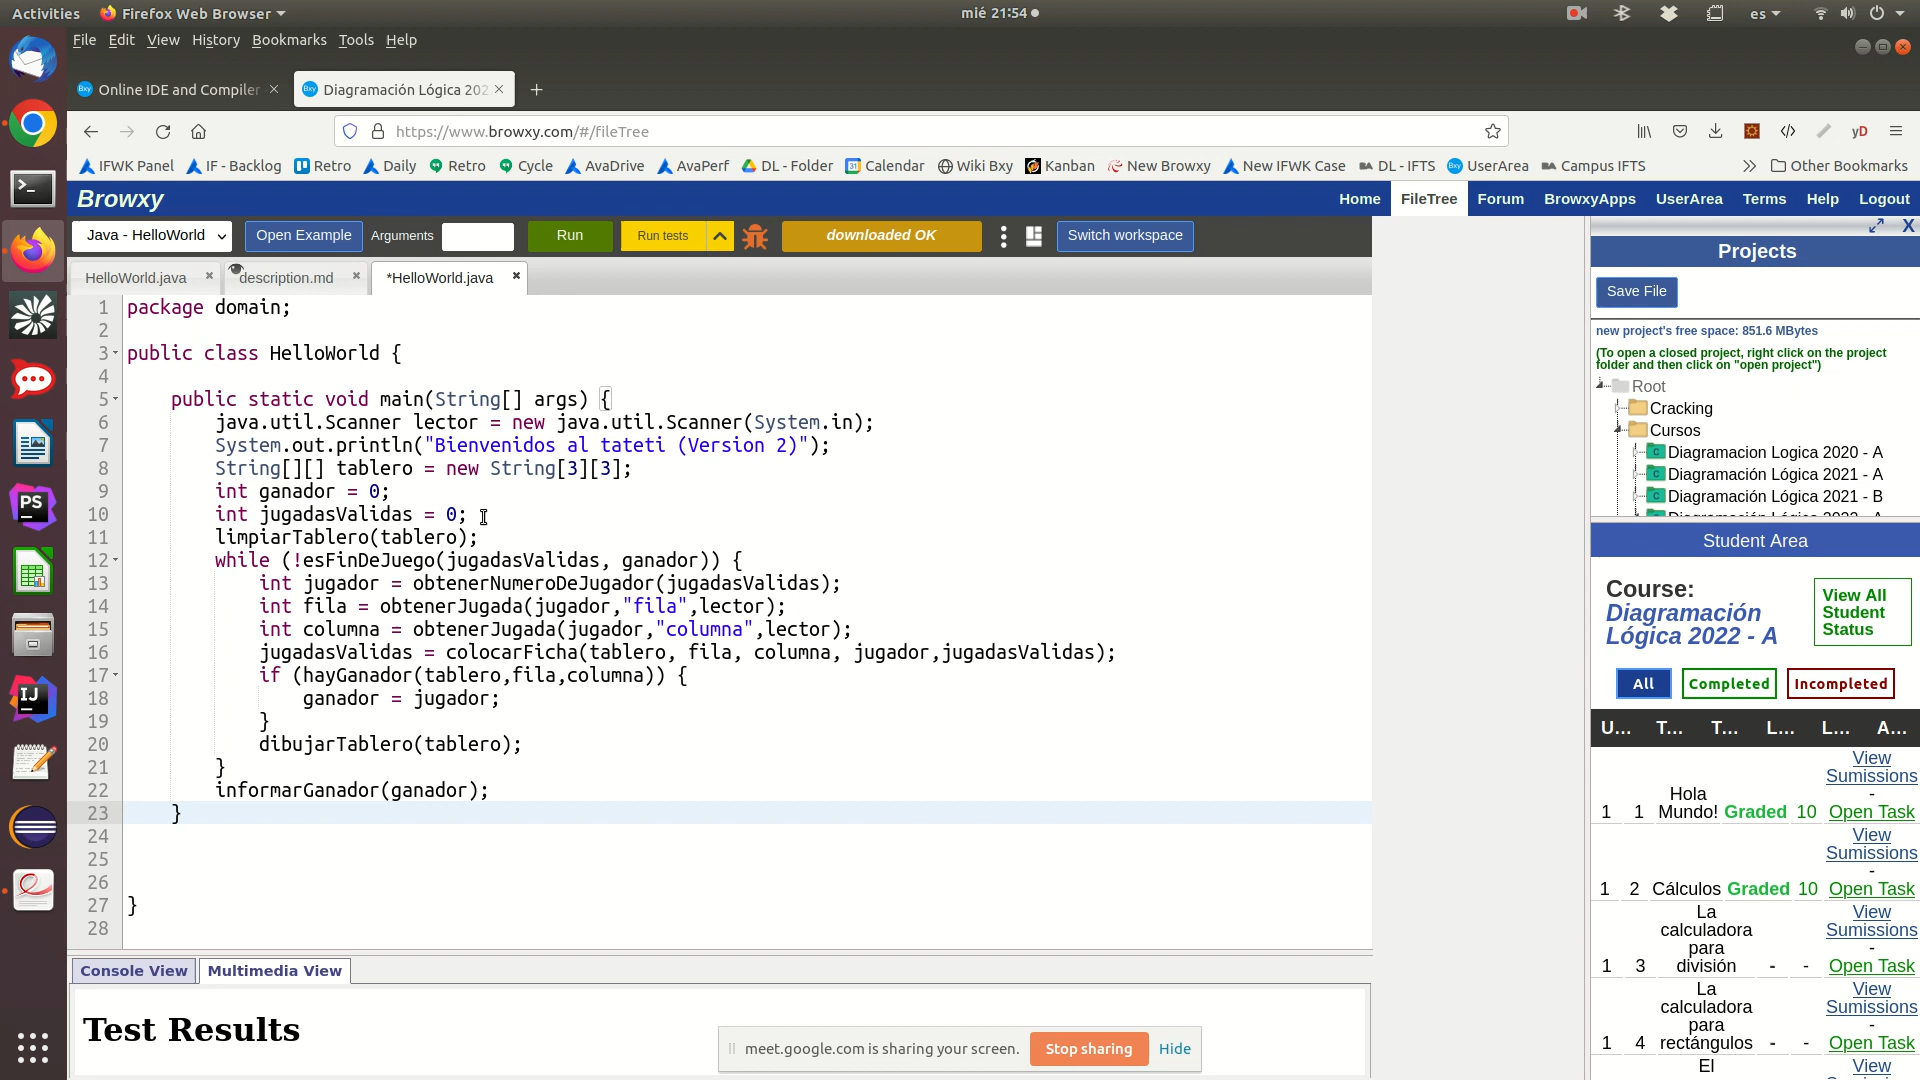 Activities Firefox Web Browser mié 21:54 es
File Edit View History Bookmarks Tools Help
Online IDE and Compiler Diagramación Lógica 202
https://www.browxy.com/#/fileTree yD
IFWK Panel IF - Backlog Retro Daily Retro Cycle AvaDrive AvaPerf DL - Folder Calendar Wiki Bxy Kanban New Browxy New IFWK Case DL - IFTS UserArea Campus IFTS Other Bookmarks
Browxy Home FileTree Forum BrowxyApps UserArea Terms Help Logout
Java - HelloWorld Open Example Arguments Run Run tests downloaded OK Switch workspace
HelloWorld.java description.md *HelloWorld.java
1 package domain;
2
3 public class HelloWorld {
4
5 public static void main(String[] args) {
6 java.util.Scanner lector = new java.util.Scanner(System.in);
7 System.out.println("Bienvenidos al tateti (Version 2)");
8 String[][] tablero = new String[3][3];
9 int ganador = 0;
10 int jugadasValidas = 0;
11 limpiarTablero(tablero);
12 while (!esFinDeJuego(jugadasValidas, ganador)) {
13 int jugador = obtenerNumeroDeJugador(jugadasValidas);
14 int fila = obtenerJugada(jugador,"fila",lector);
15 int columna = obtenerJugada(jugador,"columna",lector);
16 jugadasValidas = colocarFicha(tablero, fila, columna, jugador,jugadasValidas);
17 if (hayGanador(tablero,fila,columna)) {
18 ganador = jugador;
19 }
20 dibujarTablero(tablero);
21 }
22 informarGanador(ganador);
23 }
24
25
26
27 }
28
Console View Multimedia View
Test Results
meet.google.com is sharing your screen. Stop sharing Hide
X
Projects
Save File
new project's free space: 851.6 MBytes
(To open a closed project, right click on the project
folder and then click on "open project")
Root
Cracking
Cursos
Diagramacion Logica 2020 - A
Diagramación Lógica 2021 - A
Diagramación Lógica 2021 - B
Student Area
Course:
Diagramación
Lógica 2022 - A
View All
Student
Status
All Completed Incompleted
U... T... T... L... L... A...
View
Sumissions
-
1 1 Hola
Mundo! Graded 10 Open Task
View
Sumissions
-
1 2 Cálculos Graded 10 Open Task
La
calculadora
para
1 3 división - - View
Sumissions
-
Open Task
La
calculadora
para
1 4 rectángulos - - View
Sumissions
-
Open Task
El View